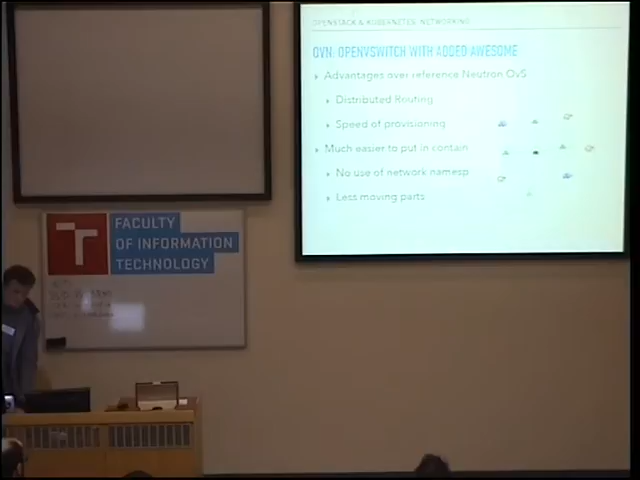 OPENSTACK & KUBERNETES: NETWORKING
OVN: OPENVSWITCH WITH ADDED AWESOME
Advantages over reference Neutron OvS
Distributed Routing
Speed of provisioning
Much easier to put in contain
No use of network namesp
Less moving parts
T
FACULTY
OF INFORMATION
TECHNOLOGY